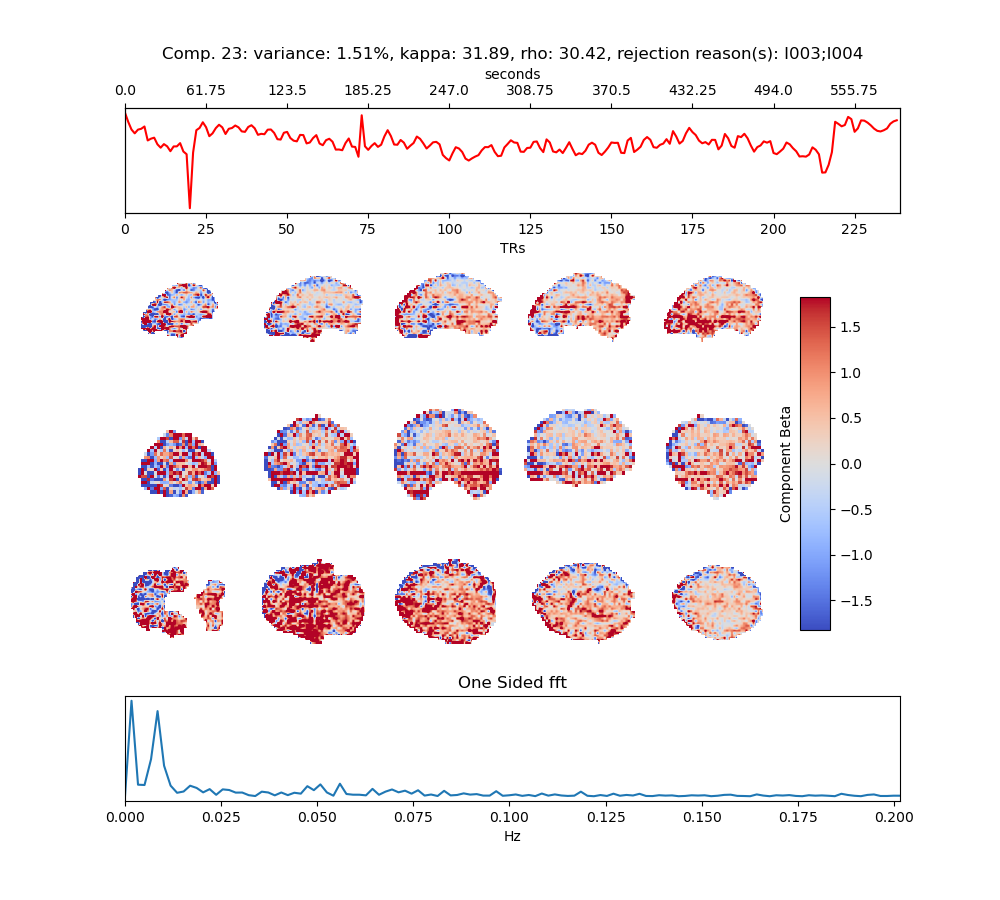 Comp. 23: variance: 1.51%, kappa: 31.89, rho: 30.42, rejection reason(s): I003;I004
seconds
0.0 61.75 123.5 185.25 247.0 308.75 370.5 432.25 494.0 555.75
0 25 50 75 100 125 150 175 200 225
TRs
Component Beta
1.5
1.0
0.5
0.0
−0.5
−1.0
−1.5
One Sided fft
0.000 0.025 0.050 0.075 0.100 0.125 0.150 0.175 0.200
Hz